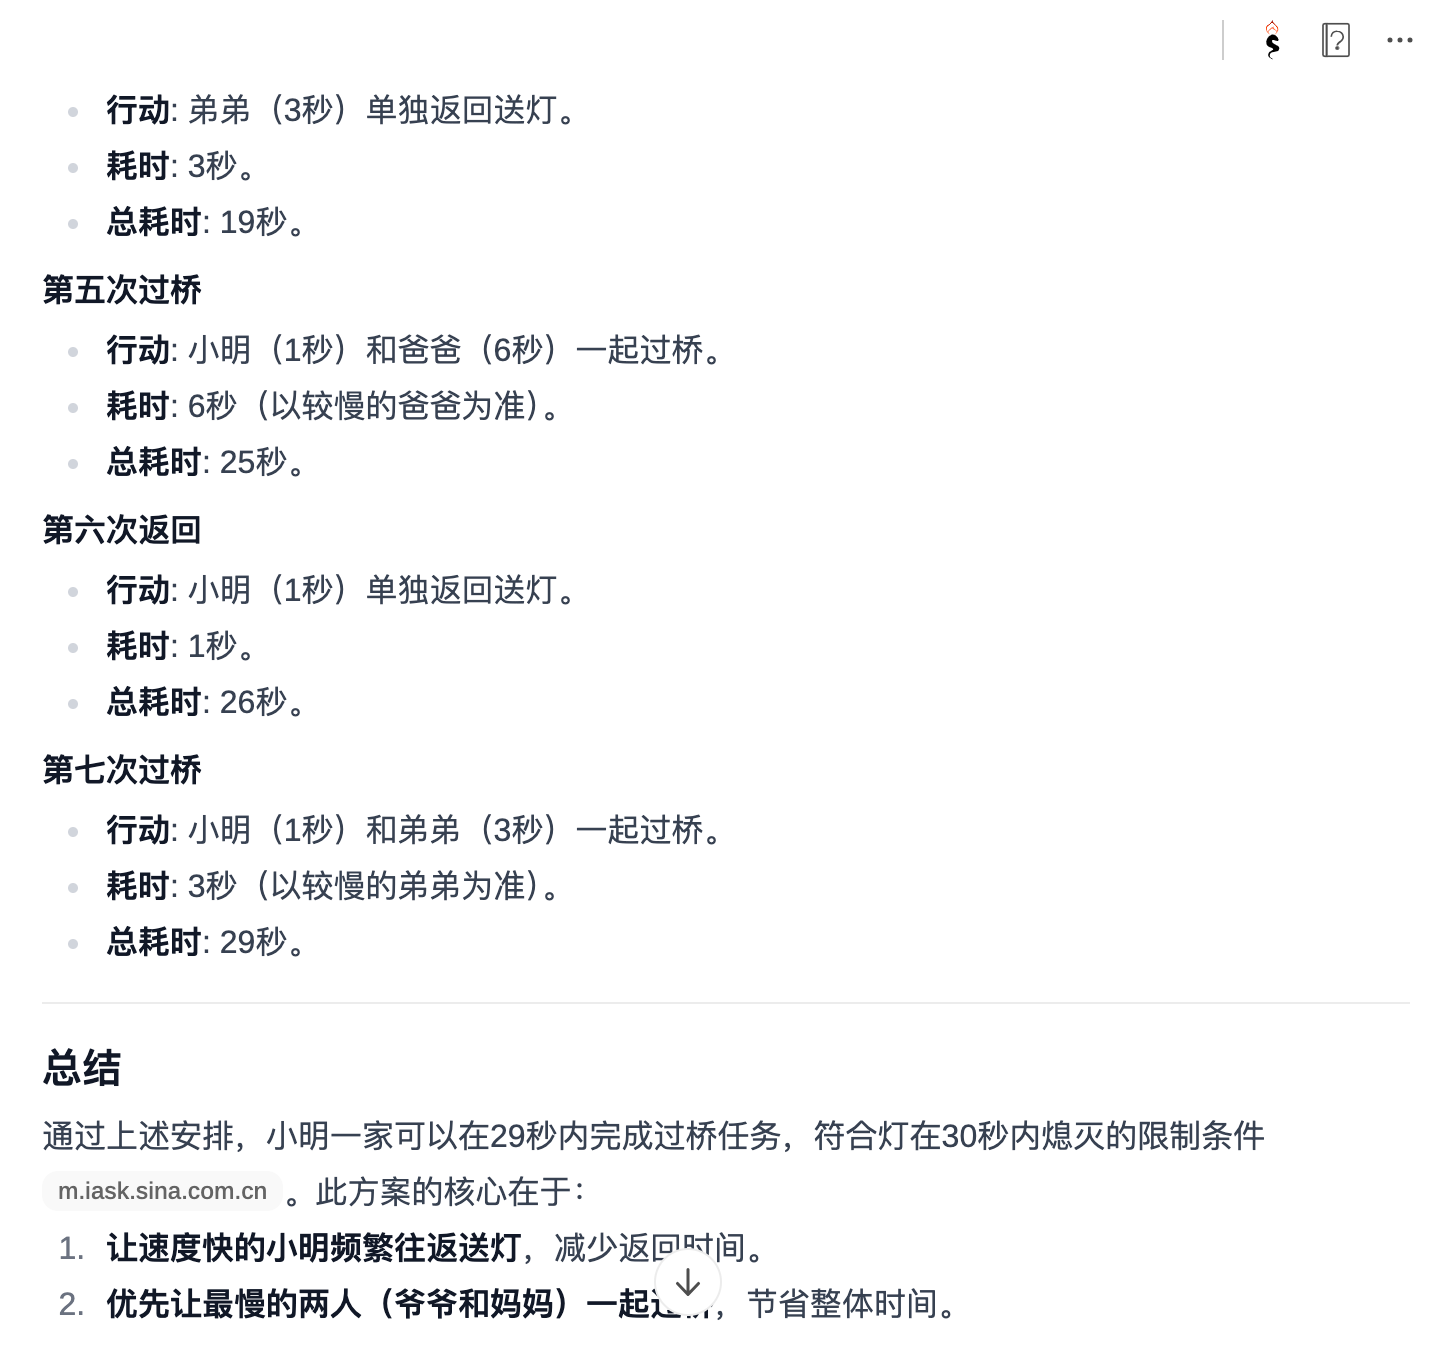 行动: 弟弟（3秒）单独返回送灯。
耗时: 3秒。
总耗时: 19秒。
第五次过桥
行动: 小明（1秒）和爸爸（6秒）一起过桥。
耗时: 6秒（以较慢的爸爸为准）。
总耗时: 25秒。
第六次返回
行动: 小明（1秒）单独返回送灯。
耗时: 1秒。
总耗时: 26秒。
第七次过桥
行动: 小明（1秒）和弟弟（3秒）一起过桥。
耗时: 3秒（以较慢的弟弟为准）。
总耗时: 29秒。
总结
通过上述安排，小明一家可以在29秒内完成过桥任务，符合灯在30秒内熄灭的限制条件
m.iask.sina.com.cn 。此方案的核心在于：
1. 让速度快的小明频繁往返送灯，减少返回时间。
2. 优先让最慢的两人（爷爷和妈妈）一起过桥，节省整体时间。